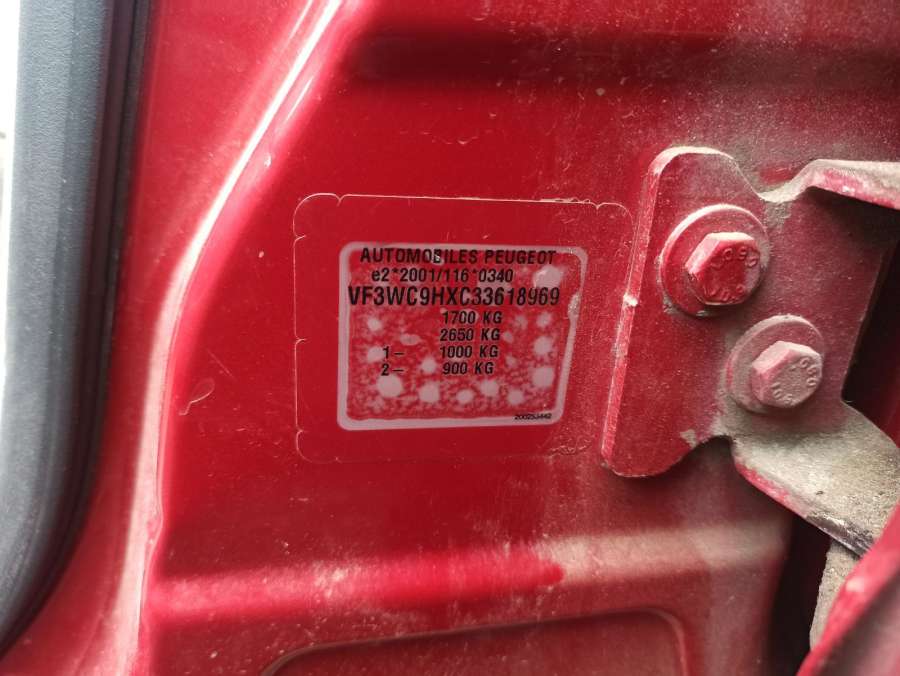 AUTOMOBILES PEUGEOT
e2*2001/116*0340
VF3WC9HXC33618969
1700 KG
2650 KG
1– 1000 KG
2– 900 KG